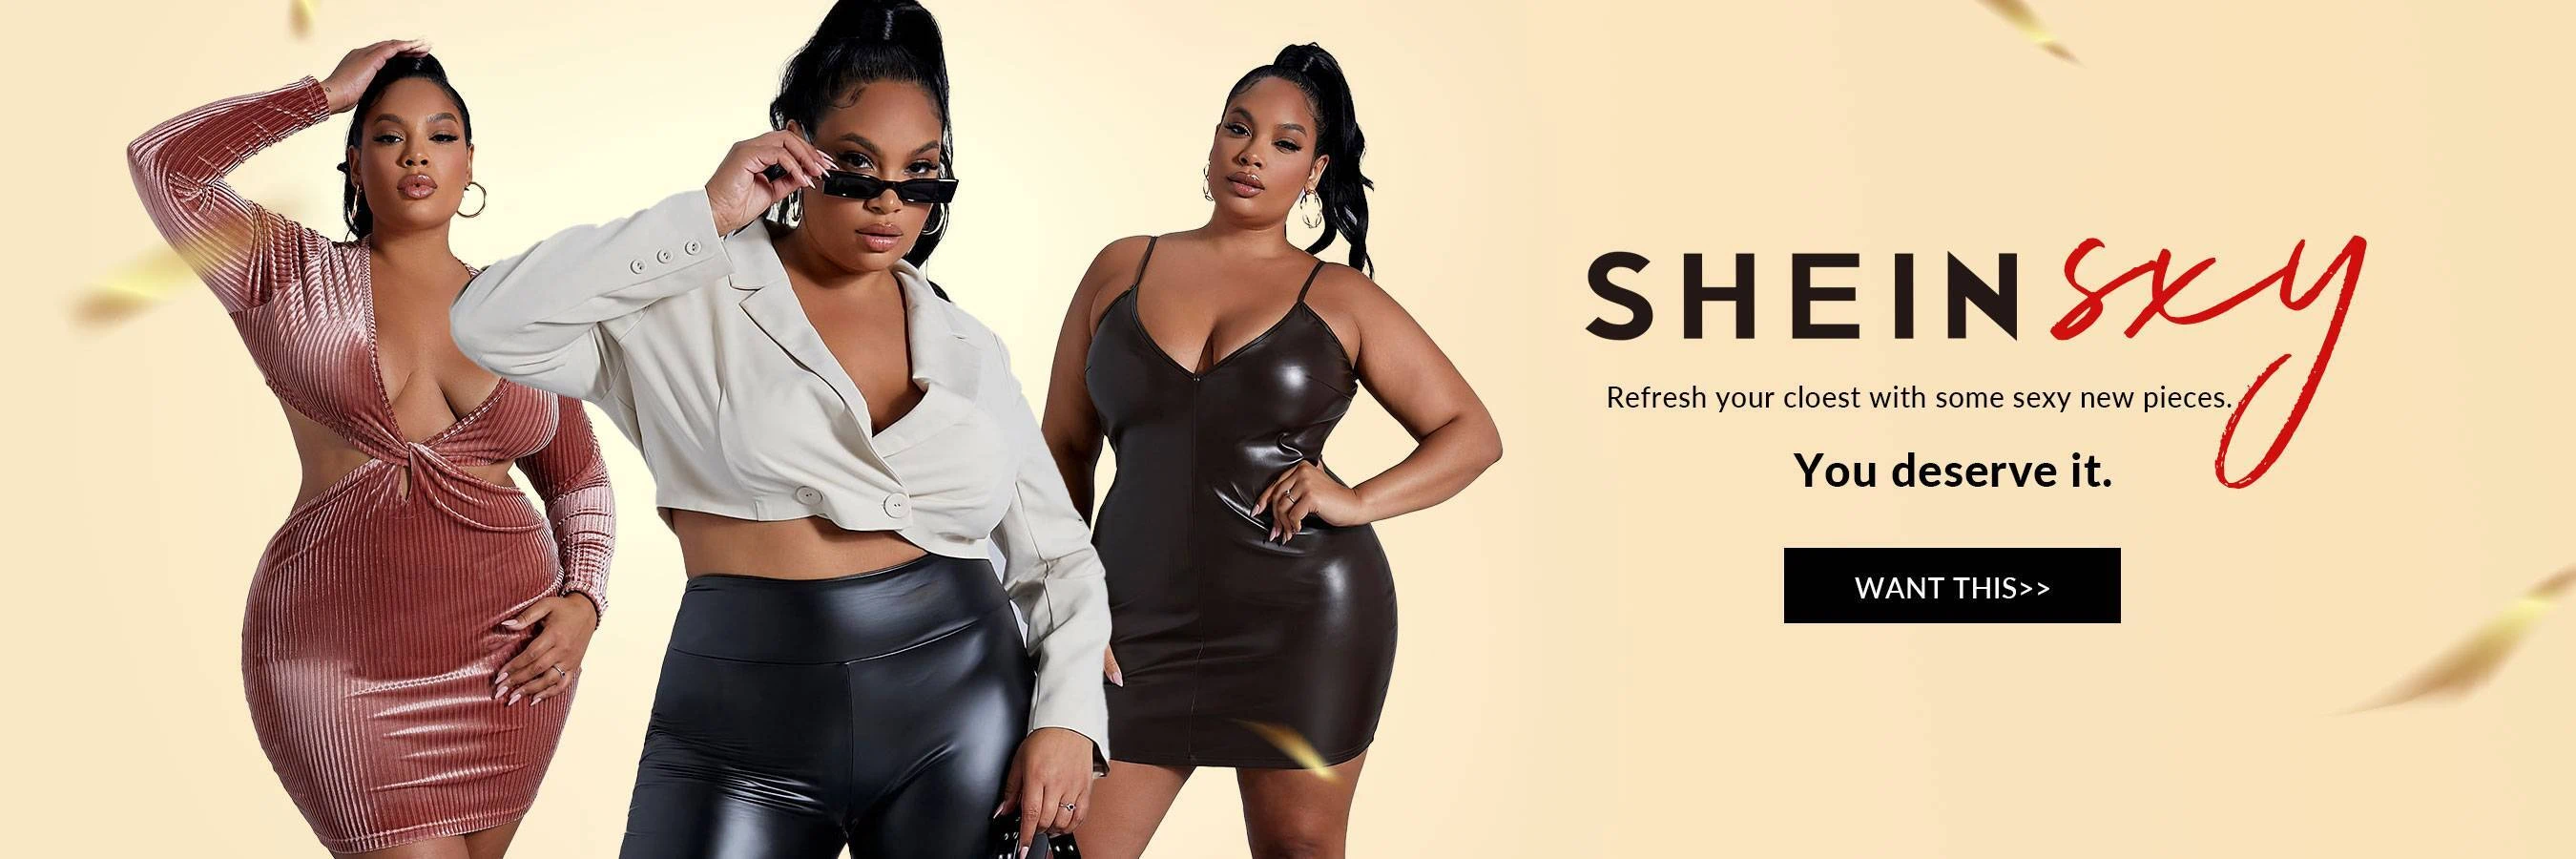 SHEIN sxy
Refresh your cloest with some sexy new pieces.
You deserve it.
WANT THIS>>